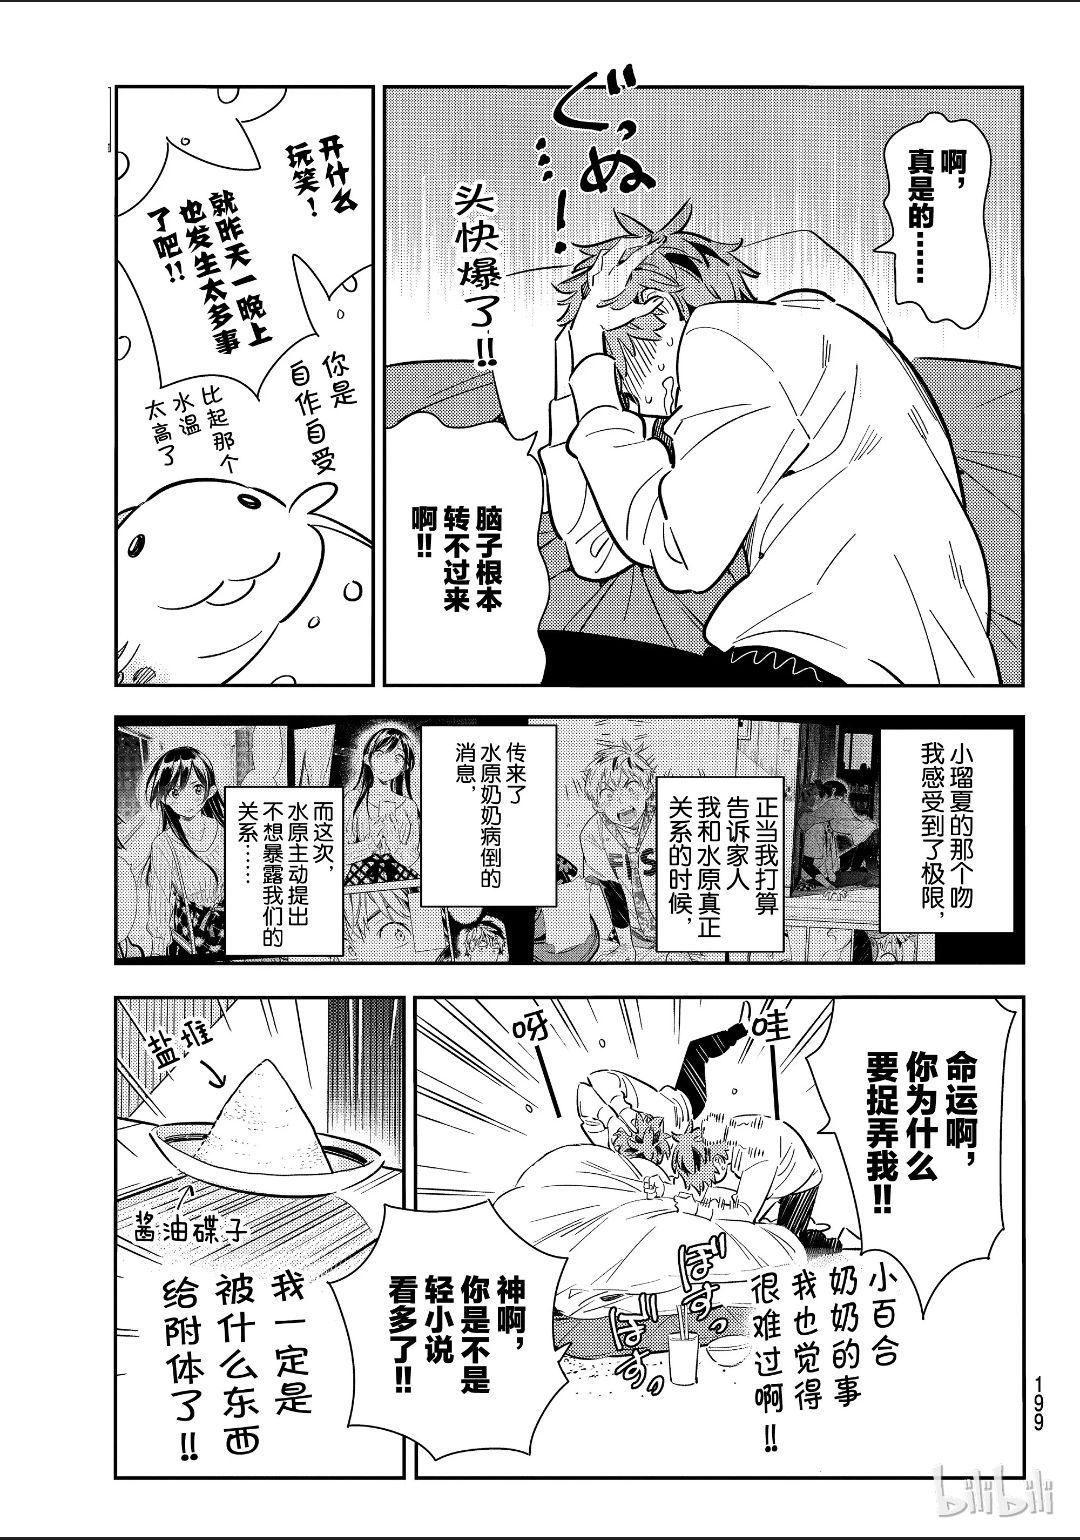 啊，
真是的……
ぐっ
ぬ…
头快爆了!!
脑子根本
转不过来
啊!!
开什么
玩笑！
就昨天一晚上
也发生太多事
了吧!!
你是
自作自受
比起那个
水温
太高了
小瑠夏的那个吻
我感受到了极限，
正当我打算
告诉家人
我和水原真正
关系的时候，
传来了
水原奶奶病倒的
消息，
而这次，
水原主动提出
不想暴露我们的
关系……
命运啊，
你为什么
要捉弄我!!
哇
呀
小百合
奶奶的事
我也觉得
很难过啊!!
ぼすっ
ぼすっ
神啊，
你是不是
轻小说
看多了!!
盐堆
酱油碟子
我一定是
被什么东西
给附体了!!
199
bilibili